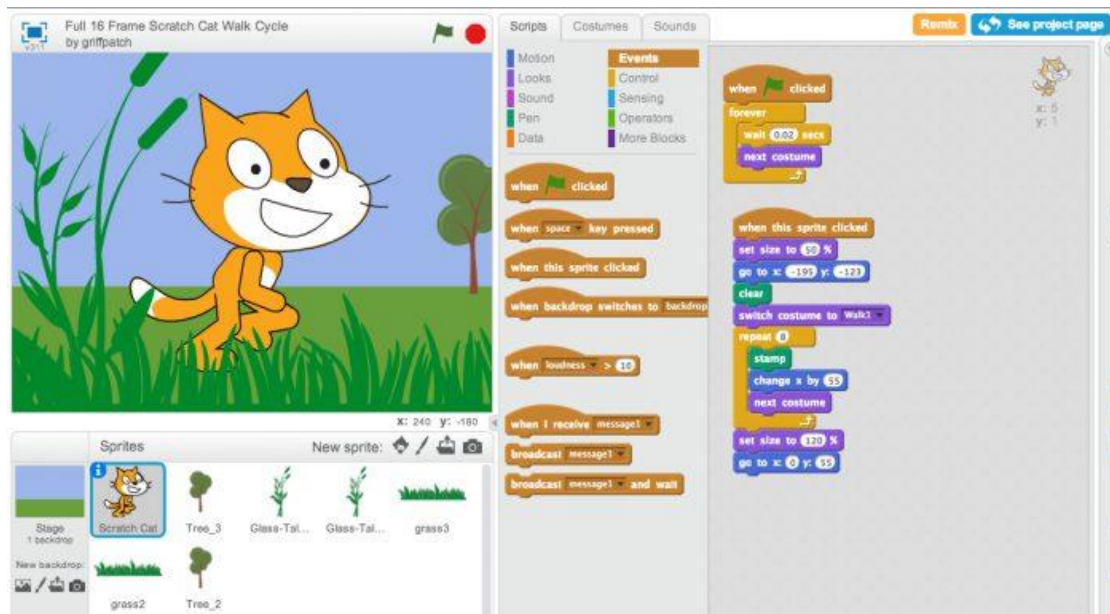 Full 16 Frame Scratch Cat Walk Cycle
by griffpatch
Scripts
Costumes
Sounds
Remix
See project page
Motion
Events
Looks
Control
Sound
Sensing
Pen
Operators
Data
More Blocks
when clicked
when space key pressed
when this sprite clicked
when backdrop switches to backdrop
when loudness > 10
when I receive message1
broadcast message1
broadcast message1 and wait
when clicked
forever
wait 0.02 secs
next costume
x: 5
y: 1
when this sprite clicked
set size to 50 %
go to x: -195 y: -123
clear
switch costume to Walk1
repeat 8
stamp
change x by 55
next costume
set size to 120 %
go to x: 0 y: 55
x: 240 y: -180
Sprites
New sprite:
Stage
1 backdrop
New backdrop:
Scratch Cat
Tree_3
Glass-Tal...
Glass-Tal...
grass3
grass2
Tree_2